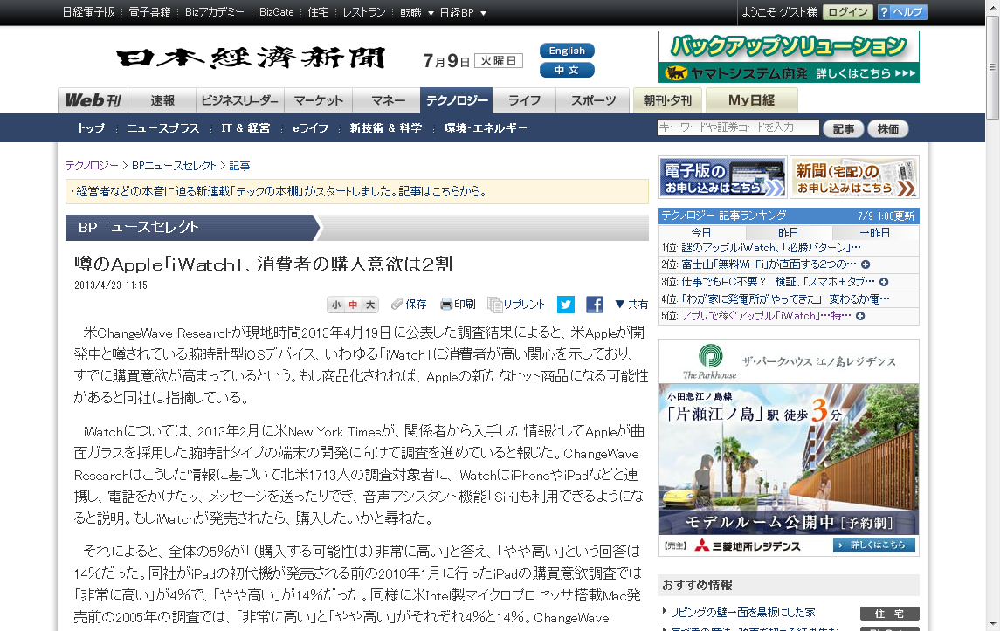 日経電子版 電子書籍 Bizアカデミー BizGate 住宅 レストラン 転職 ▼ 日経BP ▼
ようこそ ゲスト様 ログイン ? ヘルプ
日本経済新聞
7月9日 火曜日
English
中文
バックアップソリューション
ヤマトシステム開発 詳しくはこちら ►►►
Web刊 速報 ビジネスリーダー マーケット マネー テクノロジー ライフ スポーツ 朝刊・夕刊 My日経
トップ ニュースプラス IT & 経営 eライフ 新技術 & 科学 環境・エネルギー
キーワードや証券コードを入力 記事 株価
テクノロジー > BPニュースセレクト > 記事
・経営者などの本音に迫る新連載「テックの本棚」がスタートしました。記事はこちらから。
BPニュースセレクト
噂のApple「iWatch」、消費者の購入意欲は2割
2013/4/23 11:15
小 中 大 保存 印刷 リプリント ▼共有
米ChangeWave Researchが現地時間2013年4月19日に公表した調査結果によると、米Appleが開
発中と噂されている腕時計型iOSデバイス、いわゆる「iWatch」に消費者が高い関心を示しており、
すでに購買意欲が高まっているという。もし商品化されれば、Appleの新たなヒット商品になる可能性
があると同社は指摘している。
iWatchについては、2013年2月に米New York Timesが、関係者から入手した情報としてAppleが曲
面ガラスを採用した腕時計タイプの端末の開発に向けて調査を進めていると報じた。ChangeWave
Researchはこうした情報に基づいて北米1713人の調査対象者に、iWatchはiPhoneやiPadなどと連
携し、電話をかけたり、メッセージを送ったりでき、音声アシスタント機能「Siri」も利用できるようにな
ると説明。もしiWatchが発売されたら、購入したいかと尋ねた。
それによると、全体の5%が「(購入する可能性は)非常に高い」と答え、「やや高い」という回答は
14%だった。同社がiPadの初代機が発売される前の2010年1月に行ったiPadの購買意欲調査では
「非常に高い」が4%で、「やや高い」が14%だった。同様に米Intel製マイクロプロセッサ搭載Mac発
売前の2005年の調査では、「非常に高い」と「やや高い」がそれぞれ4%と14%。ChangeWave
電子版の
お申し込みはこちら
新聞(宅配)の
お申し込みはこちら
テクノロジー 記事ランキング 7/9 1:00更新
今日 昨日 一昨日
1位: 謎のアップルiWatch、「必勝パターン」…
2位: 富士山「無料Wi-Fi」が直面する2つの…
3位: 仕事でもPC不要? 検証、「スマホ+タブ…
4位: 「わが家に発電所がやってきた」 変わるか電…
5位: アプリで稼ぐアップル「iWatch」…特…
The Parkhouse
ザ・パークハウス 江ノ島レジデンス
小田急江ノ島線
「片瀬江ノ島」駅 徒歩3分
モデルルーム公開中[予約制]
【売主】 三菱地所レジデンス > 詳しくはこちら
おすすめ情報
リビングの壁一面を黒板にした家 住宅